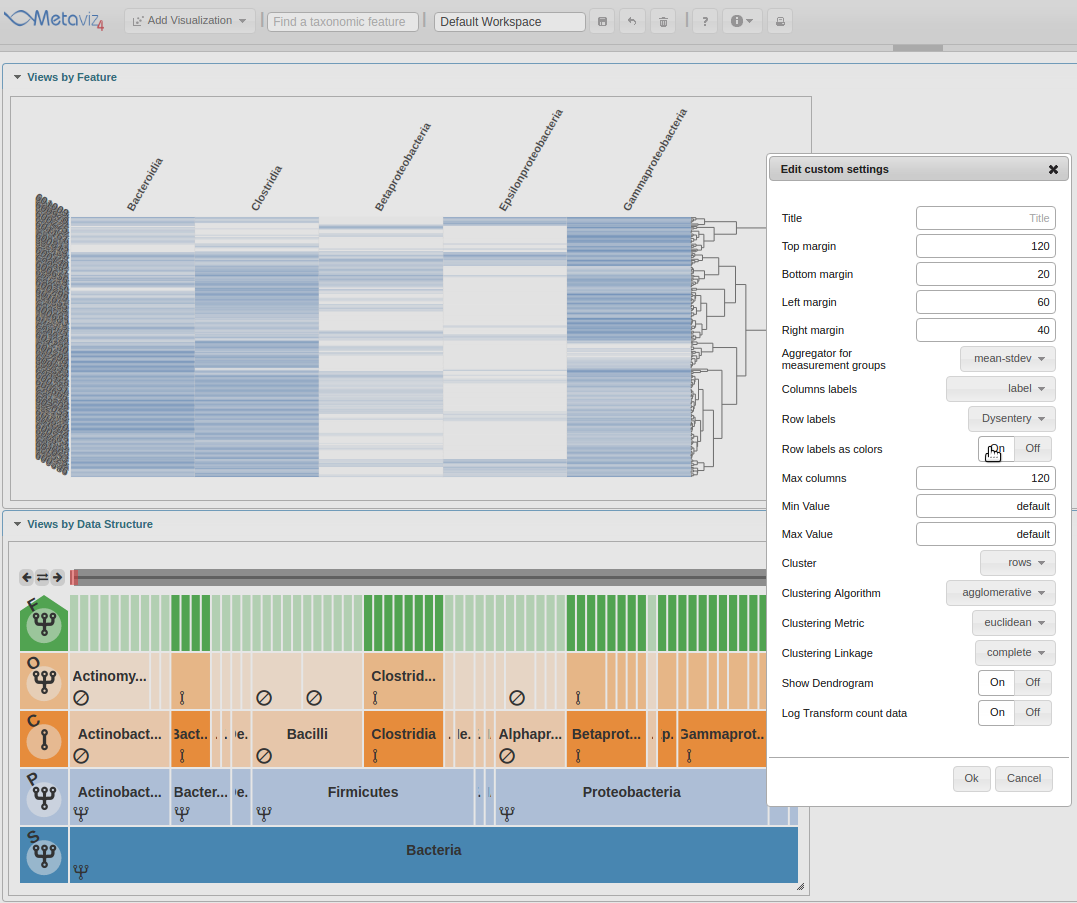 Metaviz 4
Add Visualization
Find a taxonomic feature
Default Workspace
?
Views by Feature
Bacteroidia
Clostridia
Betaproteobacteria
Epsilonproteobacteria
Gammaproteobacteria
Edit custom settings
Title Title
Top margin 120
Bottom margin 20
Left margin 60
Right margin 40
Aggregator for
measurement groups mean-stdev
Columns labels label
Row labels Dysentery
Row labels as colors On Off
Max columns 120
Min Value default
Max Value default
Cluster rows
Clustering Algorithm agglomerative
Clustering Metric euclidean
Clustering Linkage complete
Show Dendrogram On Off
Log Transform count data On Off
Ok Cancel
Views by Data Structure
F
O
Actinomy... Clostrid...
C
Actinobact... Bact.. . . De. Bacilli Clostridia . le. . . Alphapr... Betaprot... . p. Gammaprot...
P
Actinobact... Bacter... De. Firmicutes . Proteobacteria
S
Bacteria